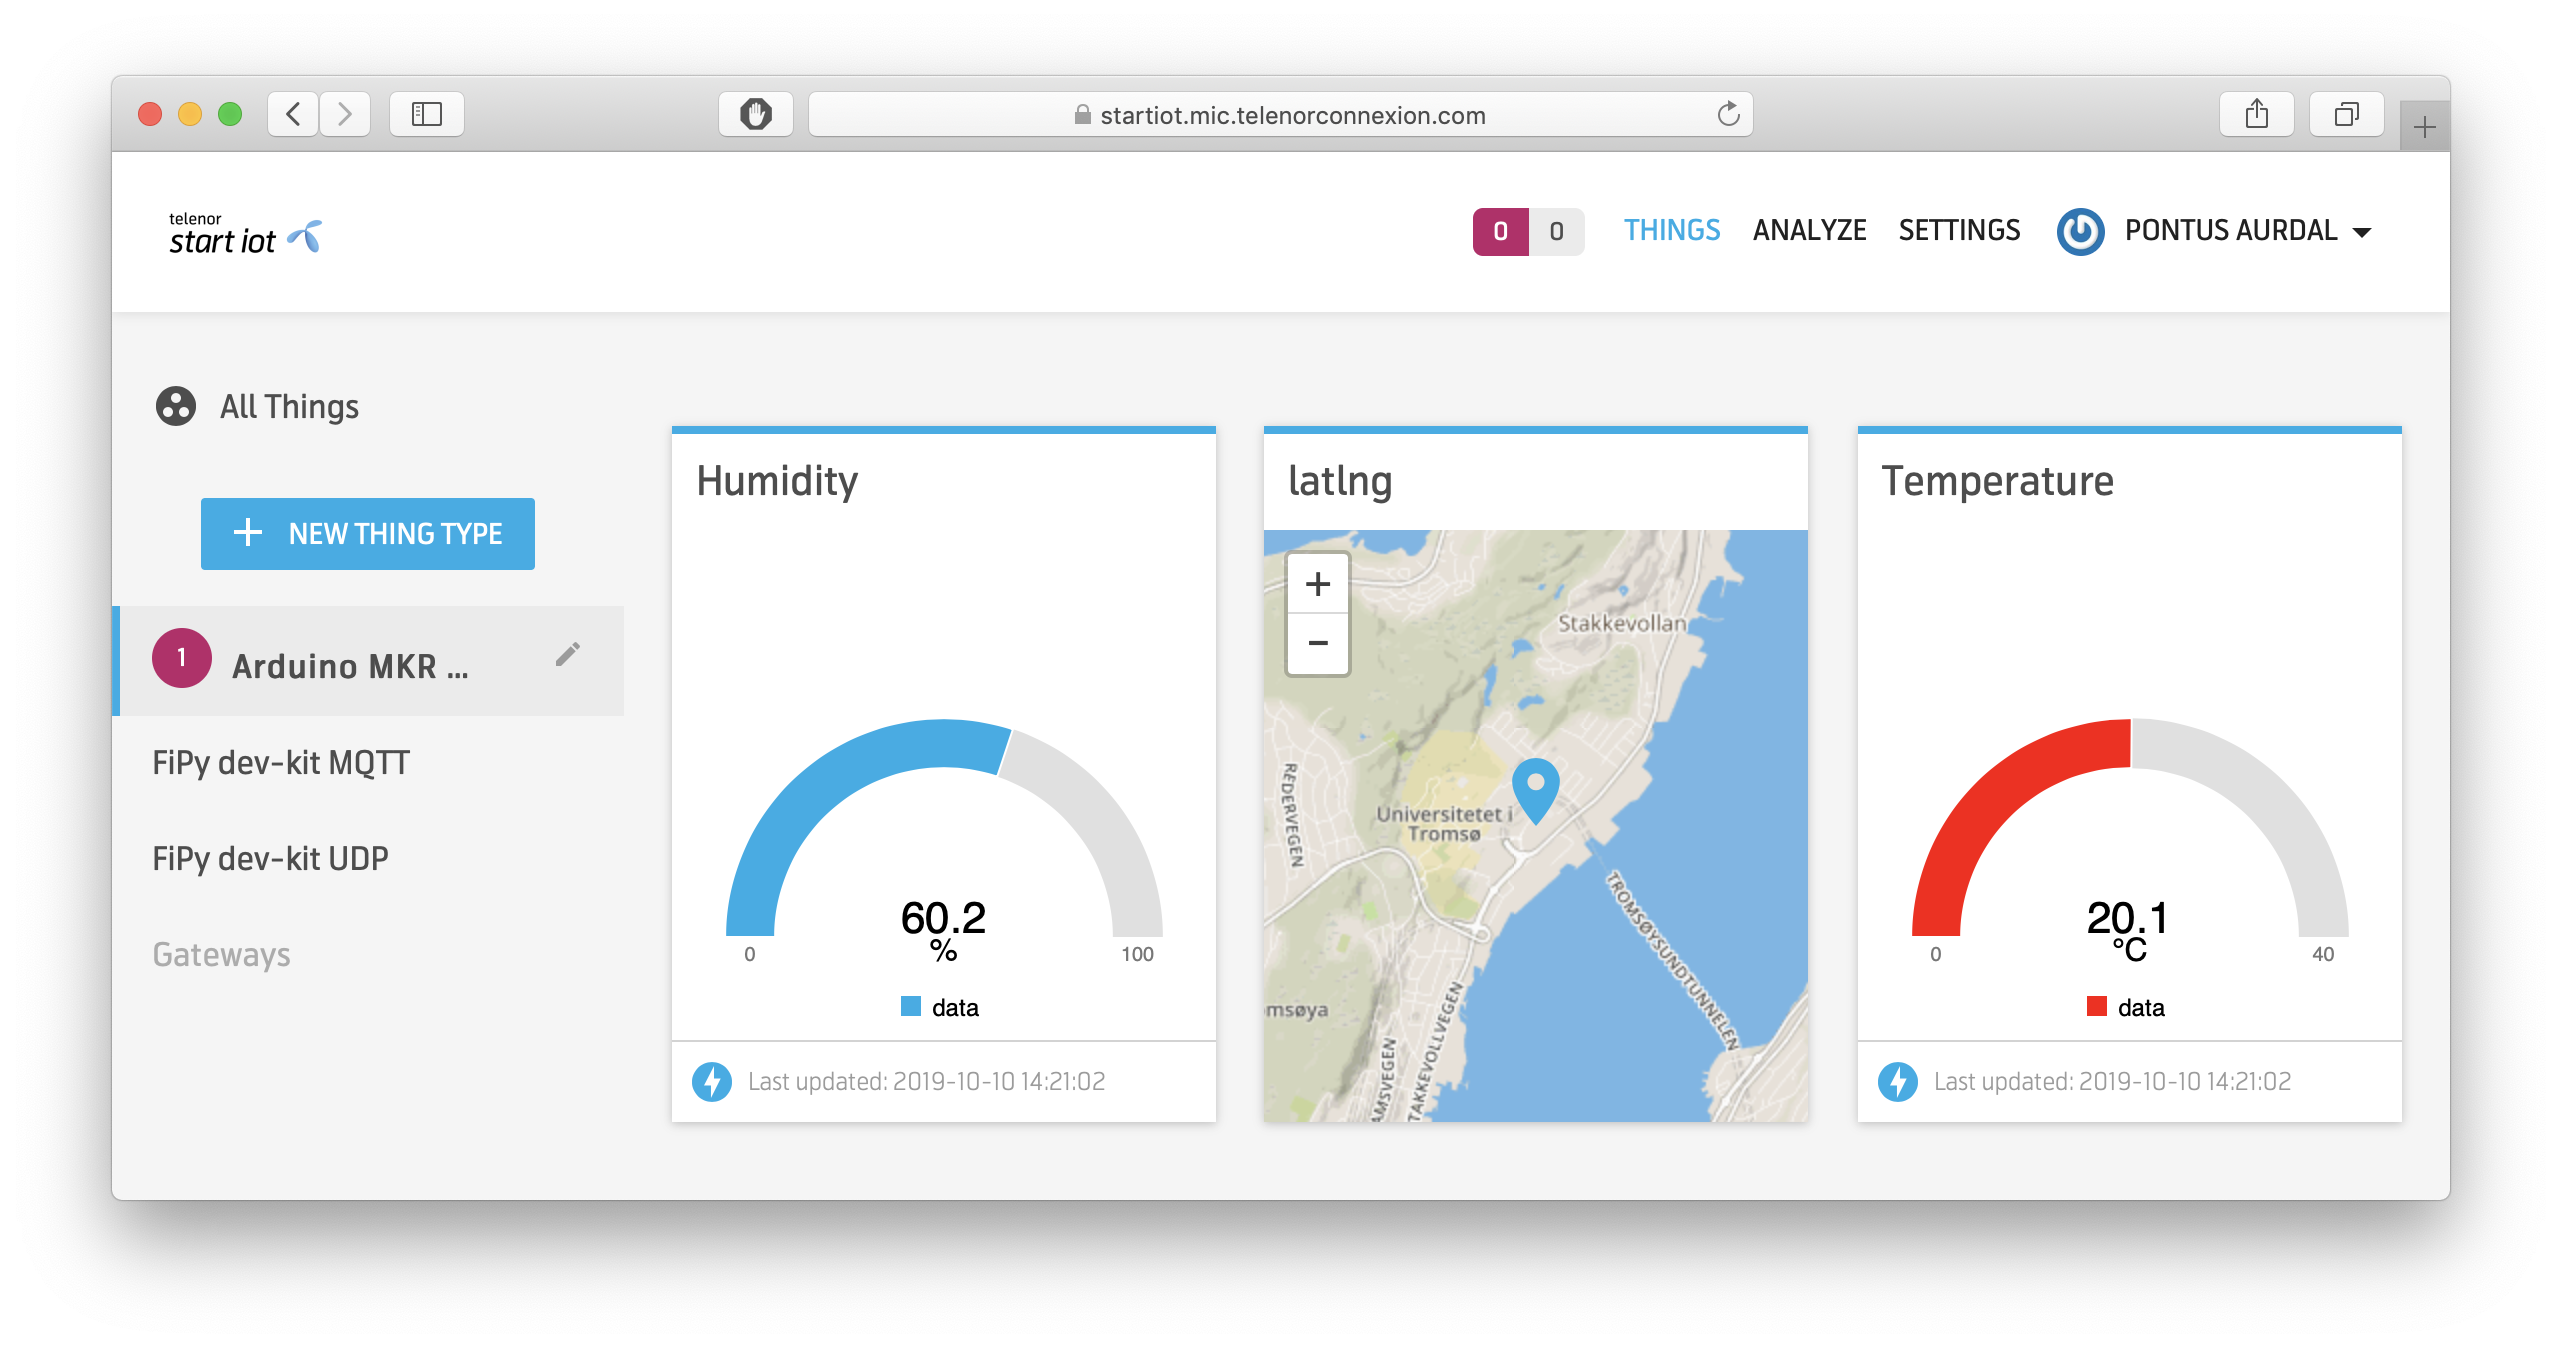 startiot.mic.telenorconnexion.com
telenor
start iot
0 0 THINGS ANALYZE SETTINGS PONTUS AURDAL
All Things
+ NEW THING TYPE
1 Arduino MKR ...
FiPy dev-kit MQTT
FiPy dev-kit UDP
Gateways
Humidity
60.2
%
0 100
data
Last updated: 2019-10-10 14:21:02
latlng
+
−
Stakkevollan
REDERVEGEN
Universitetet i
Tromsø
TROMSØYSUNDTUNNELEN
msøya
AMSVEGEN
TAKKEVOLLVEGEN
Temperature
20.1
°C
0 40
data
Last updated: 2019-10-10 14:21:02